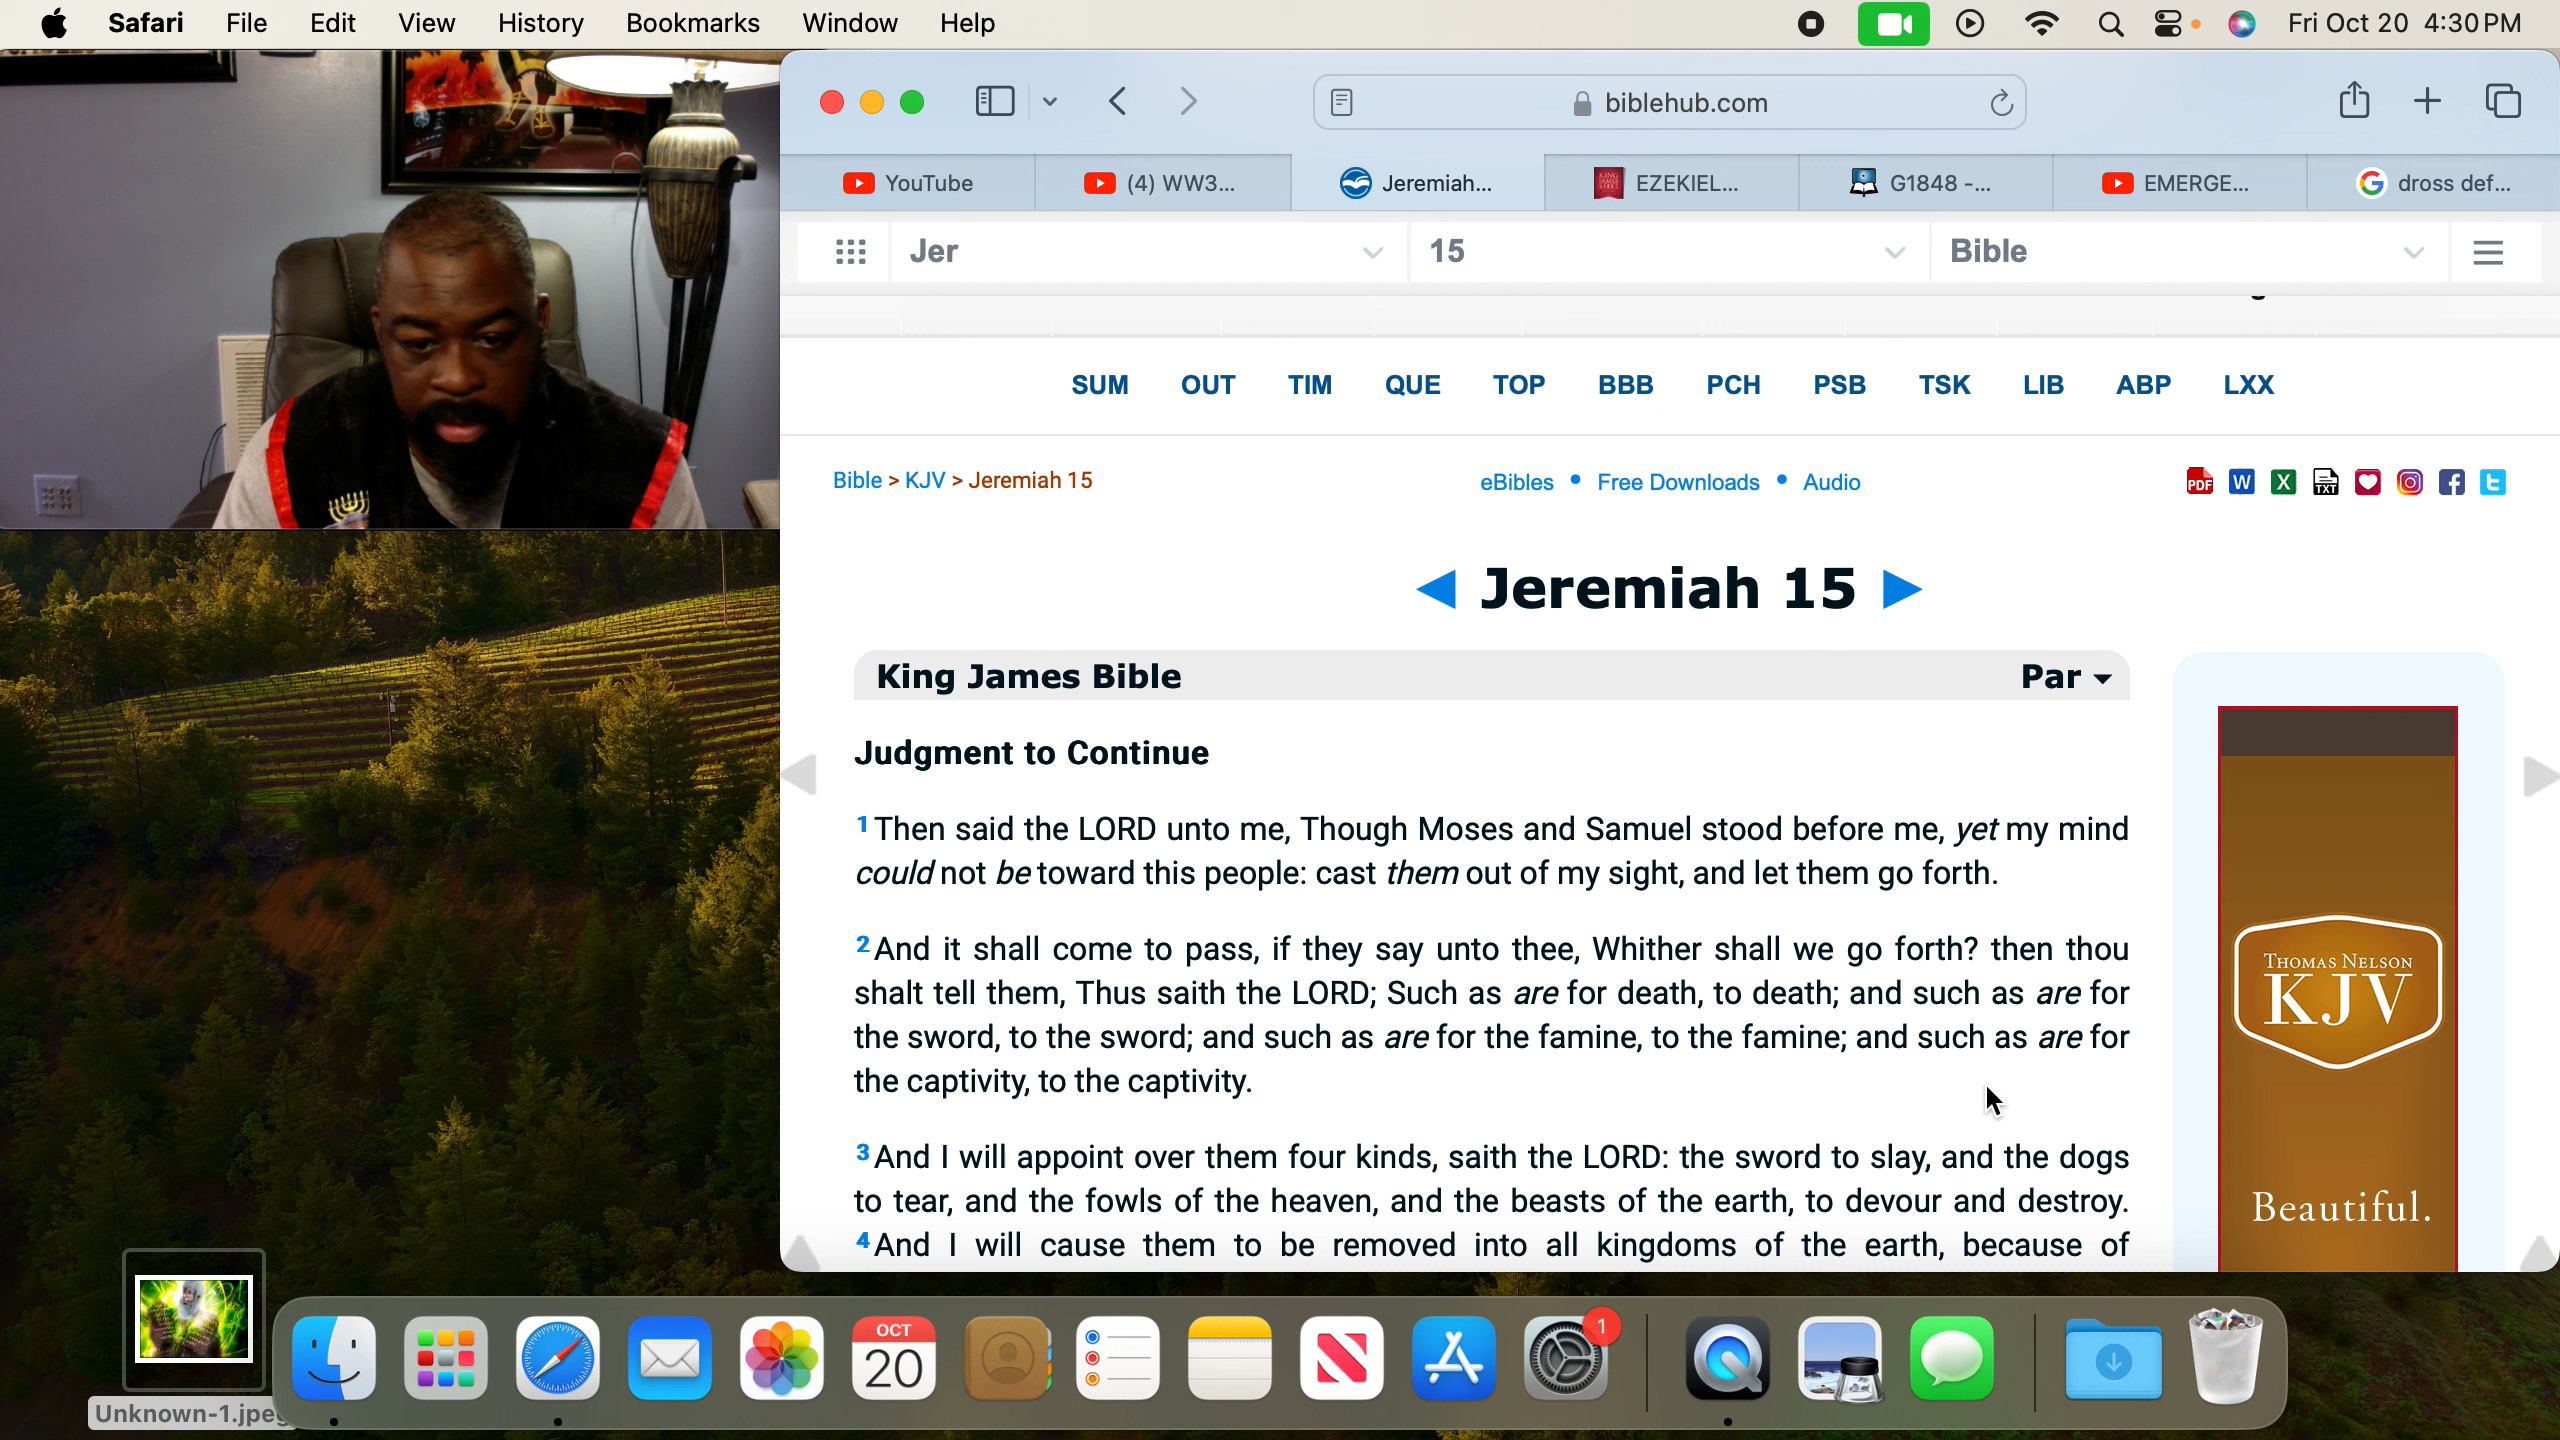 Safari File Edit View History Bookmarks Window Help Fri Oct 20 4:30 PM
biblehub.com
YouTube (4) WW3... Jeremiah... EZEKIEL... G1848 -... EMERGE... dross def...
Jer 15 Bible
SUM OUT TIM QUE TOP BBB PCH PSB TSK LIB ABP LXX
Bible > KJV > Jeremiah 15 eBibles • Free Downloads • Audio PDF W X TXT
◀ Jeremiah 15 ▶
King James Bible Par
Judgment to Continue
1 Then said the LORD unto me, Though Moses and Samuel stood before me, yet my mind
could not be toward this people: cast them out of my sight, and let them go forth.
2 And it shall come to pass, if they say unto thee, Whither shall we go forth? then thou
shalt tell them, Thus saith the LORD; Such as are for death, to death; and such as are for
the sword, to the sword; and such as are for the famine, to the famine; and such as are for
the captivity, to the captivity.
3 And I will appoint over them four kinds, saith the LORD: the sword to slay, and the dogs
to tear, and the fowls of the heaven, and the beasts of the earth, to devour and destroy.
4 And I will cause them to be removed into all kingdoms of the earth, because of
THOMAS NELSON
KJV
Beautiful.
OCT
20
1
Unknown-1.jpeg